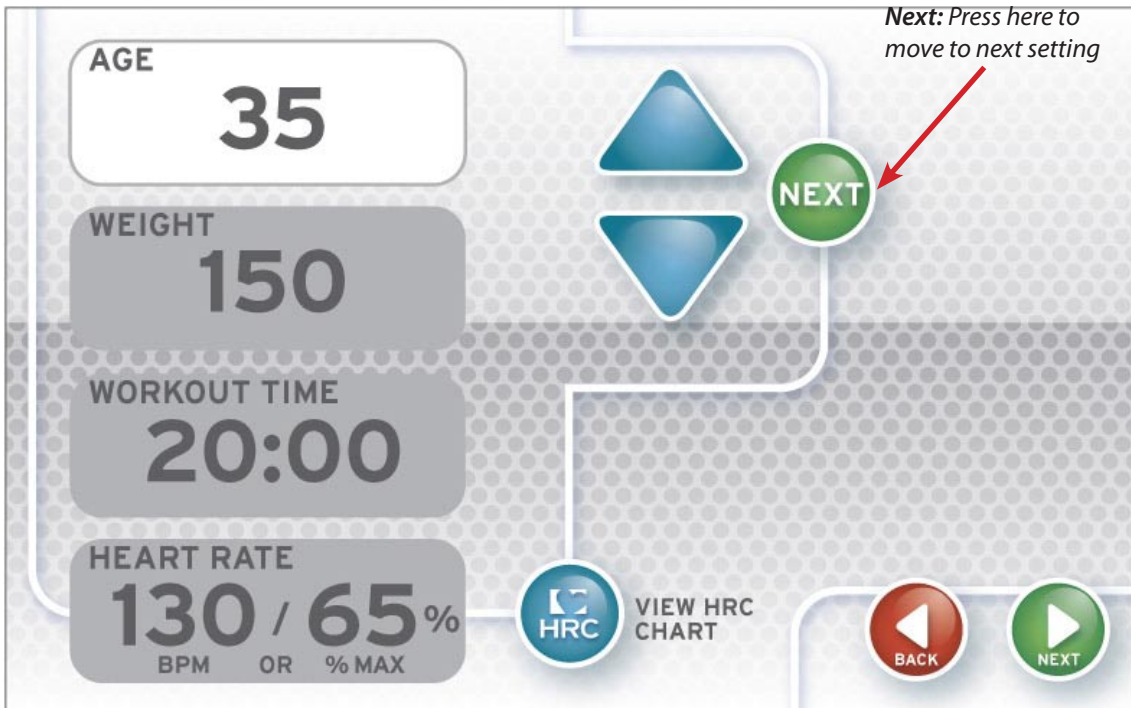 Next: Press here to
move to next setting
AGE
35
NEXT
WEIGHT
150
WORKOUT TIME
20:00
HEART RATE
130 / 65%
BPM OR % MAX
HRC
VIEW HRC
CHART
BACK
NEXT